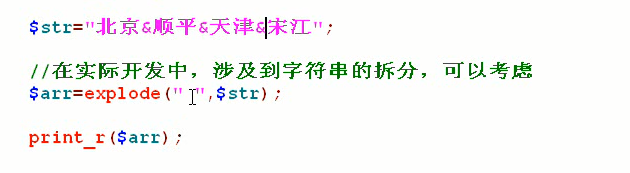 $str="北京&顺平&天津&宋江";
//在实际开发中，涉及到字符串的拆分，可以考虑
$arr=explode(" ",$str);
print_r($arr);